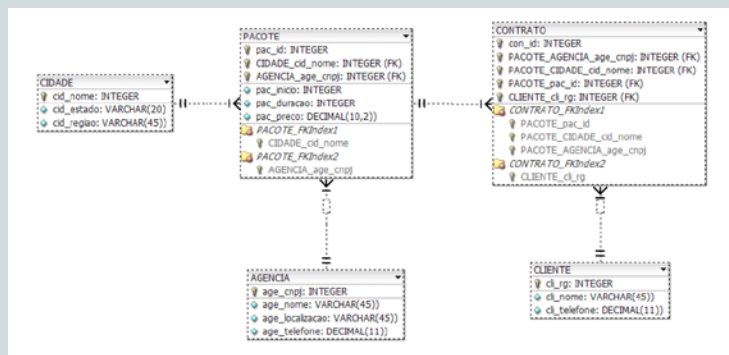 CIDADE
cid_nome: INTEGER
cid_estado: VARCHAR(20)
cid_regiao: VARCHAR(45))
PACOTE
pac_id: INTEGER
CIDADE_cid_nome: INTEGER (FK)
AGENCIA_age_cnpj: INTEGER (FK)
pac_inicio: INTEGER
pac_duracao: INTEGER
pac_preco: DECIMAL(10,2))
PACOTE_FKIndex1
CIDADE_cid_nome
PACOTE_FKIndex2
AGENCIA_age_cnpj
CONTRATO
con_id: INTEGER
PACOTE_AGENCIA_age_cnpj: INTEGER (FK)
PACOTE_CIDADE_cid_nome: INTEGER (FK)
PACOTE_pac_id: INTEGER (FK)
CLIENTE_cli_rg: INTEGER (FK)
CONTRATO_FKIndex1
PACOTE_pac_id
PACOTE_CIDADE_cid_nome
PACOTE_AGENCIA_age_cnpj
CONTRATO_FKIndex2
CLIENTE_cli_rg
AGENCIA
age_cnpj: INTEGER
age_nome: VARCHAR(45))
age_localizacao: VARCHAR(45))
age_telefone: DECIMAL(11))
CLIENTE
cli_rg: INTEGER
cli_nome: VARCHAR(45))
cli_telefone: DECIMAL(11))